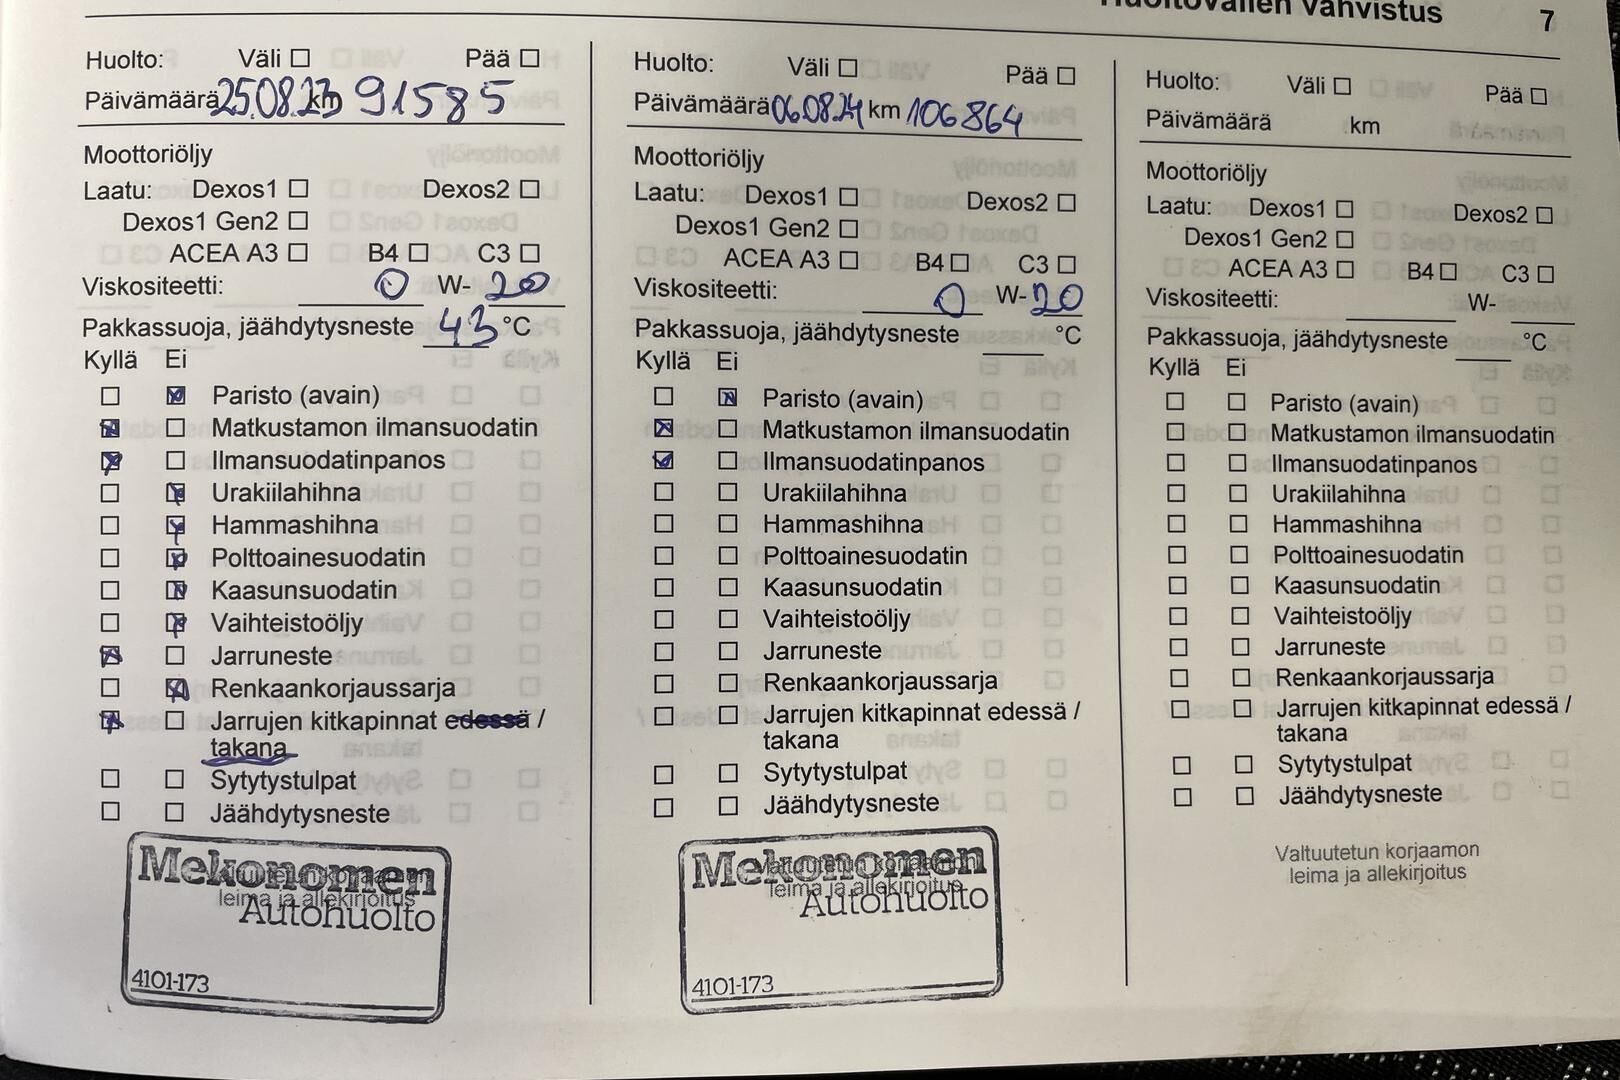 Huoltovälien vahvistus 7
Huolto: Väli ☐ Pää ☐
Päivämäärä 25.08.23 km 91585
Moottoriöljy
Laatu: Dexos1 ☐ Dexos2 ☐
Dexos1 Gen2 ☐
ACEA A3 ☐ B4 ☐ C3 ☐
Viskositeetti: 0 W- 20
Pakkassuoja, jäähdytysneste 43 °C
Kyllä Ei
☐ ☒ Paristo (avain)
☒ ☐ Matkustamon ilmansuodatin
☒ ☐ Ilmansuodatinpanos
☐ ☒ Urakiilahihna
☐ ☒ Hammashihna
☐ ☒ Polttoainesuodatin
☐ ☒ Kaasunsuodatin
☐ ☒ Vaihteistoöljy
☒ ☐ Jarruneste
☐ ☒ Renkaankorjaussarja
☒ ☐ Jarrujen kitkapinnat edessä /
takana
☐ ☐ Sytytystulpat
☐ ☐ Jäähdytysneste
Mekonomen
leima ja allekirjoitus
Autohuolto
4101-173
Huolto: Väli ☐ Pää ☐
Päivämäärä 06.08.24 km 106864
Moottoriöljy
Laatu: Dexos1 ☐ Dexos2 ☐
Dexos1 Gen2 ☐
ACEA A3 ☐ B4 ☐ C3 ☐
Viskositeetti: 0 W- 20
Pakkassuoja, jäähdytysneste °C
Kyllä Ei
☐ ☒ Paristo (avain)
☒ ☐ Matkustamon ilmansuodatin
☒ ☐ Ilmansuodatinpanos
☐ ☐ Urakiilahihna
☐ ☐ Hammashihna
☐ ☐ Polttoainesuodatin
☐ ☐ Kaasunsuodatin
☐ ☐ Vaihteistoöljy
☐ ☐ Jarruneste
☐ ☐ Renkaankorjaussarja
☐ ☐ Jarrujen kitkapinnat edessä /
takana
☐ ☐ Sytytystulpat
☐ ☐ Jäähdytysneste
Mekonomen
Valtuutetun korjaamon
leima ja allekirjoitus
Autohuolto
4101-173
Huolto: Väli ☐ Pää ☐
Päivämäärä km
Moottoriöljy
Laatu: Dexos1 ☐ Dexos2 ☐
Dexos1 Gen2 ☐
ACEA A3 ☐ B4 ☐ C3 ☐
Viskositeetti: W-
Pakkassuoja, jäähdytysneste °C
Kyllä Ei
☐ ☐ Paristo (avain)
☐ ☐ Matkustamon ilmansuodatin
☐ ☐ Ilmansuodatinpanos
☐ ☐ Urakiilahihna
☐ ☐ Hammashihna
☐ ☐ Polttoainesuodatin
☐ ☐ Kaasunsuodatin
☐ ☐ Vaihteistoöljy
☐ ☐ Jarruneste
☐ ☐ Renkaankorjaussarja
☐ ☐ Jarrujen kitkapinnat edessä /
takana
☐ ☐ Sytytystulpat
☐ ☐ Jäähdytysneste
Valtuutetun korjaamon
leima ja allekirjoitus